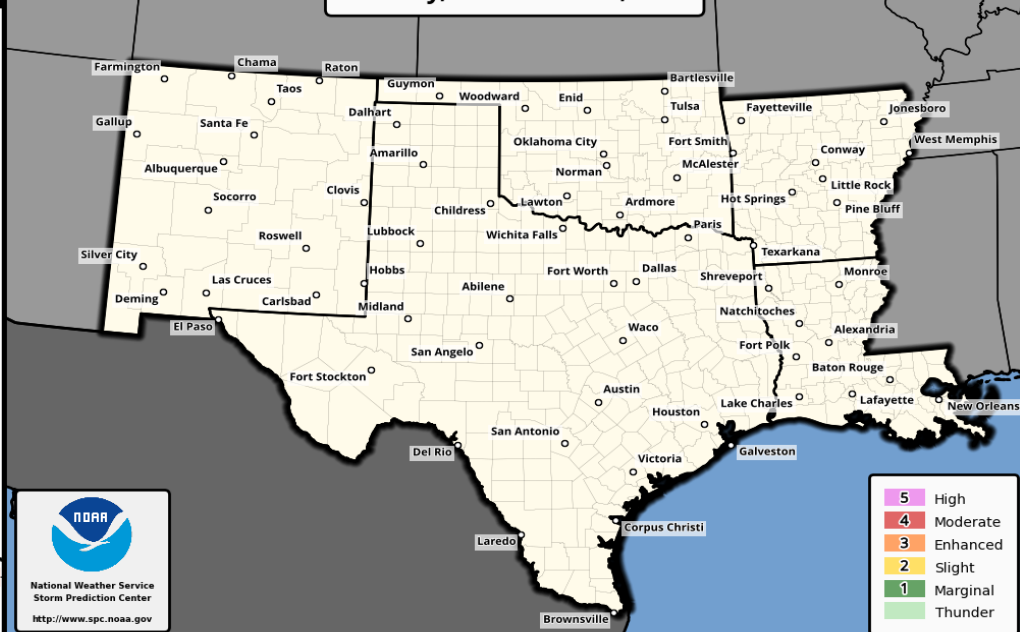 Farmington
Chama
Raton
Taos
Guymon
Woodward
Enid
Bartlesville
Tulsa
Fayetteville
Jonesboro
Gallup
Santa Fe
Dalhart
Oklahoma City
Fort Smith
West Memphis
Albuquerque
Amarillo
Norman
McAlester
Conway
Little Rock
Socorro
Clovis
Childress
Lawton
Ardmore
Hot Springs
Pine Bluff
Roswell
Lubbock
Wichita Falls
Paris
Texarkana
Silver City
Las Cruces
Hobbs
Abilene
Fort Worth
Dallas
Shreveport
Monroe
Deming
Carlsbad
Midland
Natchitoches
El Paso
San Angelo
Waco
Fort Polk
Alexandria
Fort Stockton
Austin
Baton Rouge
Houston
Lake Charles
Lafayette
New Orleans
Del Rio
San Antonio
Victoria
Galveston
Laredo
Corpus Christi
Brownsville
NOAA
National Weather Service
Storm Prediction Center
http://www.spc.noaa.gov
5 High
4 Moderate
3 Enhanced
2 Slight
1 Marginal
Thunder